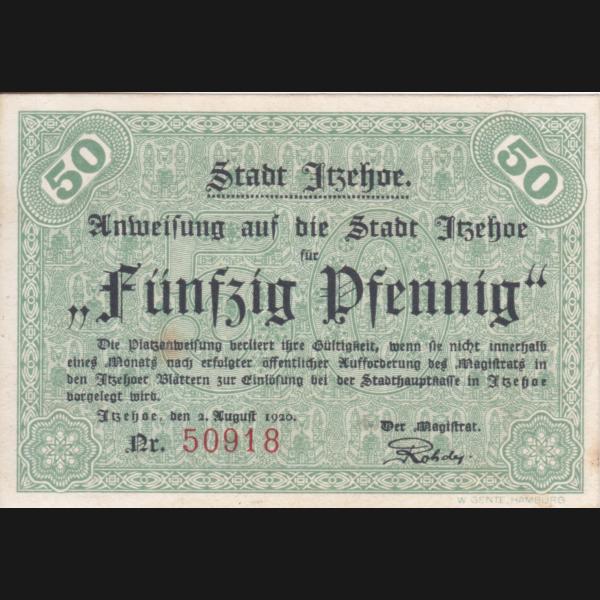 50 50
Stadt Itzehoe.
Anweisung auf die Stadt Itzehoe
für
„Fünfzig Pfennig“
Die Platzanweisung verliert ihre Gültigkeit, wenn sie nicht innerhalb
eines Monats nach erfolgter öffentlicher Aufforderung des Magistrats in
den Itzehoer Blättern zur Einlösung bei der Stadthauptkasse in Itzehoe
vorgelegt wird.
Itzehoe, den 2. August 1920.
Der Magistrat.
Nr. 50918
Rohde.
W. GENTE, HAMBURG